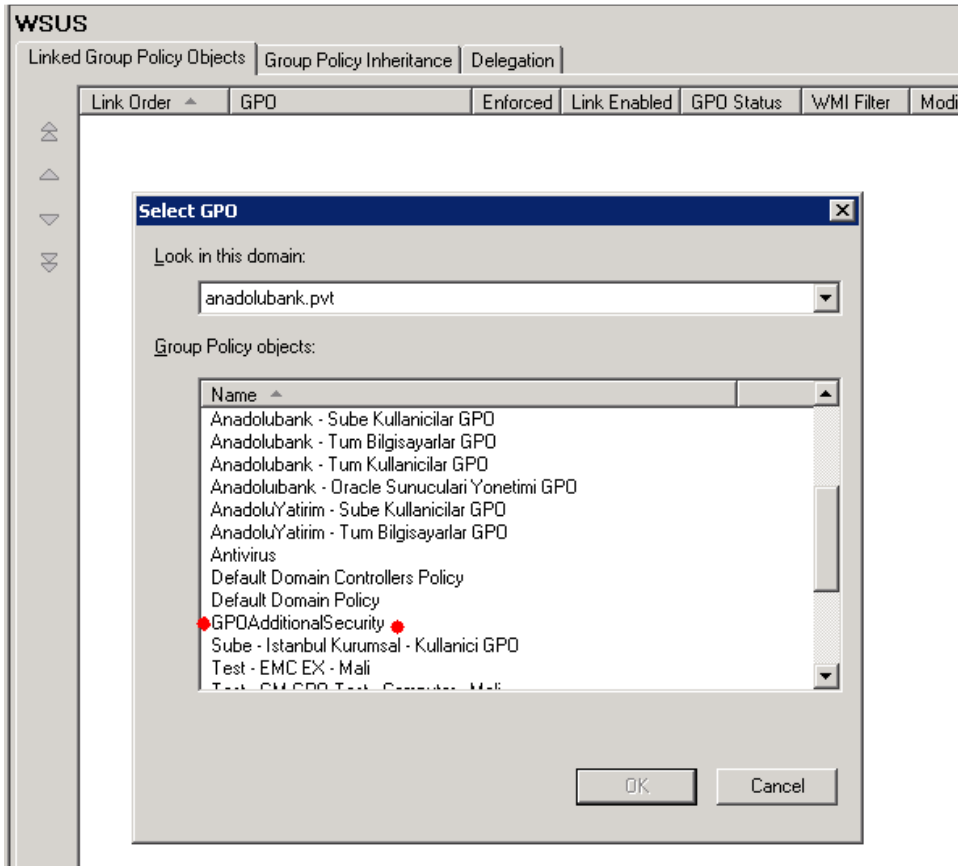 WSUS
Linked Group Policy Objects Group Policy Inheritance Delegation
Link Order GPO Enforced Link Enabled GPO Status WMI Filter Modi
Select GPO
Look in this domain:
anadolubank.pvt
Group Policy objects:
Name
Anadolubank - Sube Kullanicilar GPO
Anadolubank - Tum Bilgisayarlar GPO
Anadolubank - Tum Kullanicilar GPO
Anadoluıbank - Oracle Sunuculari Yonetimi GPO
AnadoluYatirim - Sube Kullanicilar GPO
AnadoluYatirim - Tum Bilgisayarlar GPO
Antivirus
Default Domain Controllers Policy
Default Domain Policy
GPOAdditionalSecurity
Sube - Istanbul Kurumsal - Kullanici GPO
Test - EMC EX - Mali
OK Cancel